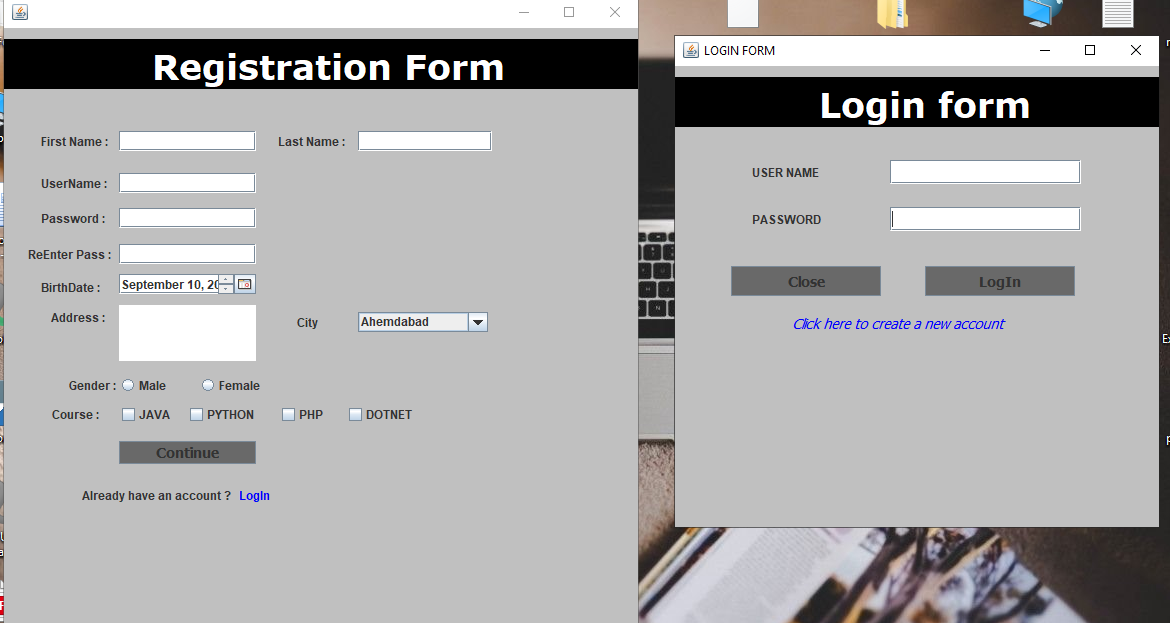 Registration Form
First Name :
Last Name :
UserName :
Password :
ReEnter Pass :
BirthDate :
September 10, 20
Address :
City
Ahemdabad
Gender :
Male
Female
Course :
JAVA
PYTHON
PHP
DOTNET
Continue
Already have an account ?
LogIn
LOGIN FORM
Login form
USER NAME
PASSWORD
Close
LogIn
Click here to create a new account